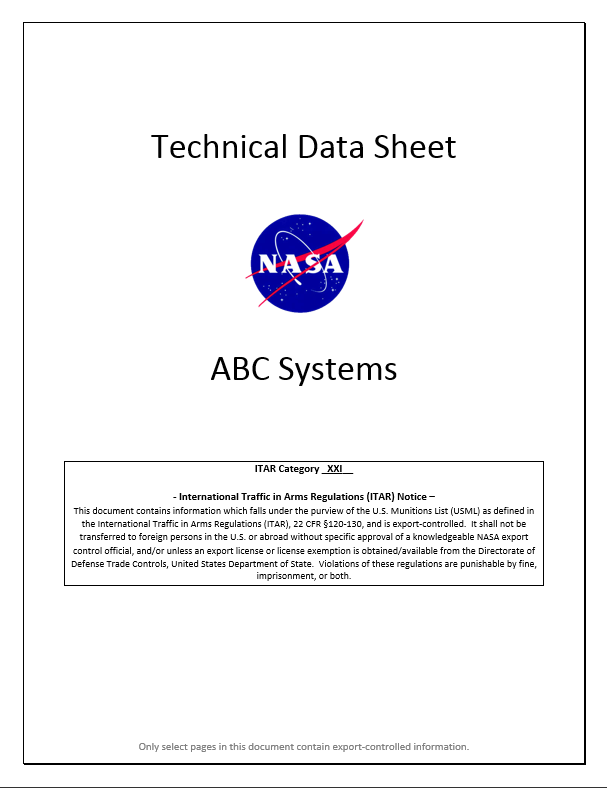 Technical Data Sheet
NASA
ABC Systems
ITAR Category   XXI  
- International Traffic in Arms Regulations (ITAR) Notice –
This document contains information which falls under the purview of the U.S. Munitions List (USML) as defined in
the International Traffic in Arms Regulations (ITAR), 22 CFR §120-130, and is export-controlled.  It shall not be
transferred to foreign persons in the U.S. or abroad without specific approval of a knowledgeable NASA export
control official, and/or unless an export license or license exemption is obtained/available from the Directorate of
Defense Trade Controls, United States Department of State.  Violations of these regulations are punishable by fine,
imprisonment, or both.
Only select pages in this document contain export-controlled information.